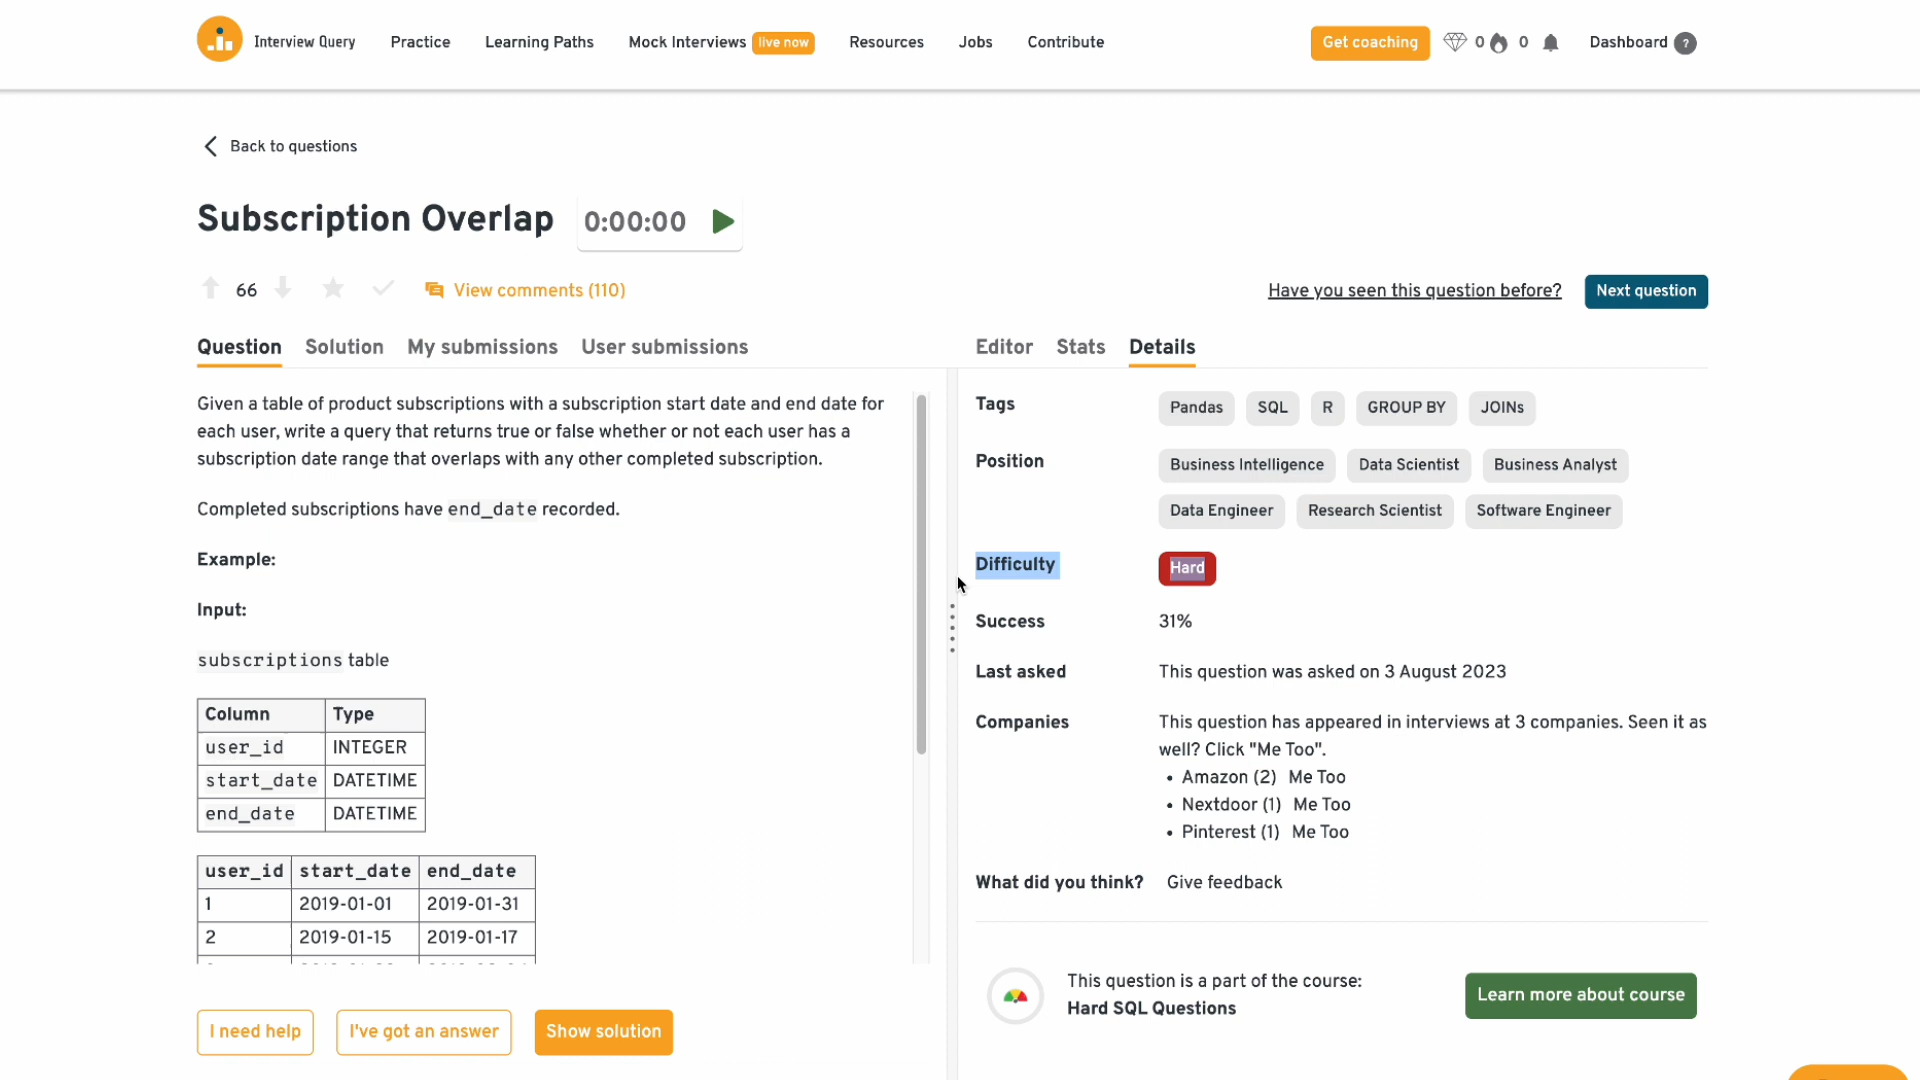 Interview Query
Practice
Learning Paths
Mock Interviews live now
Resources
Jobs
Contribute
Get coaching
0
0
Dashboard ?
Back to questions
Subscription Overlap
0:00:00
66
View comments (110)
Have you seen this question before?
Next question
Question
Solution
My submissions
User submissions
Given a table of product subscriptions with a subscription start date and end date for
each user, write a query that returns true or false whether or not each user has a
subscription date range that overlaps with any other completed subscription.
Completed subscriptions have end_date recorded.
Example:
Input:
subscriptions table
Column Type
user_id INTEGER
start_date DATETIME
end_date DATETIME
user_id start_date end_date
1 2019-01-01 2019-01-31
2 2019-01-15 2019-01-17
I need help
I've got an answer
Show solution
Editor
Stats
Details
Tags
Pandas SQL R GROUP BY JOINs
Position
Business Intelligence Data Scientist Business Analyst
Data Engineer Research Scientist Software Engineer
Difficulty
Hard
Success
31%
Last asked
This question was asked on 3 August 2023
Companies
This question has appeared in interviews at 3 companies. Seen it as
well? Click "Me Too".
• Amazon (2) Me Too
• Nextdoor (1) Me Too
• Pinterest (1) Me Too
What did you think?
Give feedback
This question is a part of the course:
Hard SQL Questions
Learn more about course